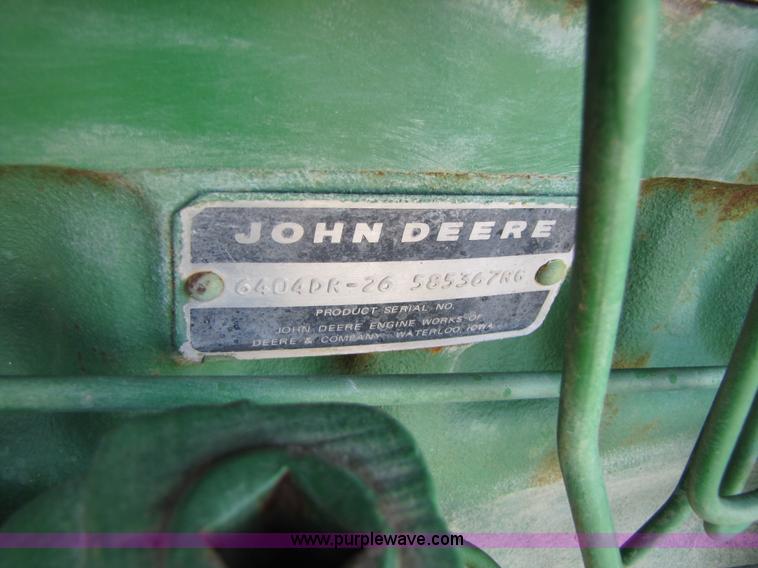 JOHN DEERE
6404DR-26 585367RG
PRODUCT SERIAL NO.
JOHN DEERE ENGINE WORKS OF
DEERE & COMPANY WATERLOO, IOWA
www.purplewave.com